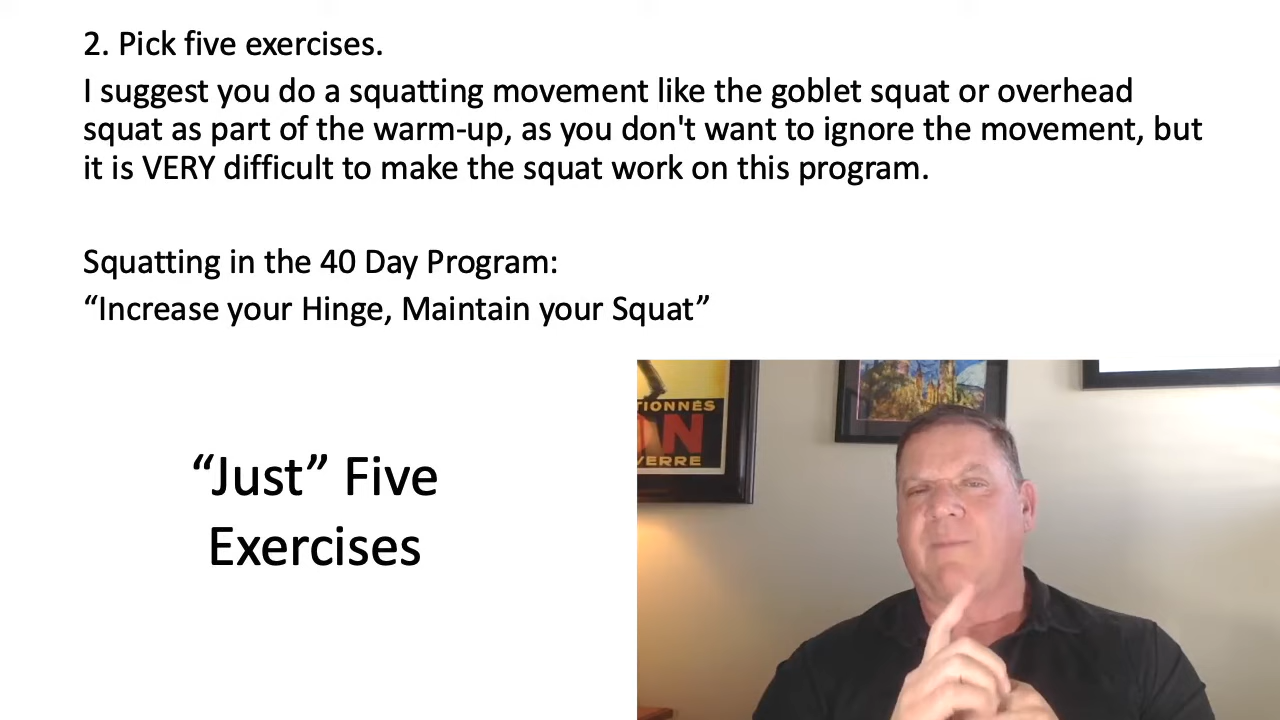 2. Pick five exercises.
I suggest you do a squatting movement like the goblet squat or overhead
squat as part of the warm-up, as you don't want to ignore the movement, but
it is VERY difficult to make the squat work on this program.
Squatting in the 40 Day Program:
“Increase your Hinge, Maintain your Squat”
“Just” Five
Exercises
TIONNÉS
ON
VERRE